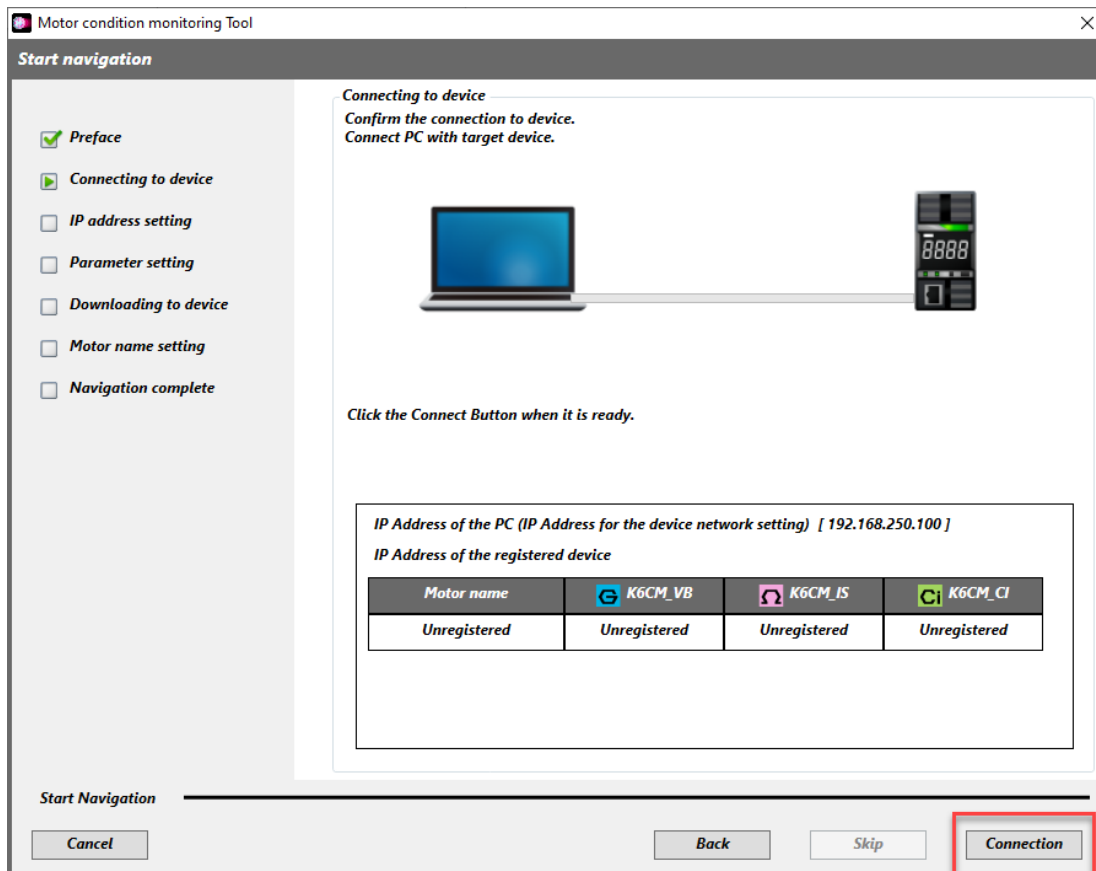 Motor condition monitoring Tool
Start navigation
Preface
Connecting to device
IP address setting
Parameter setting
Downloading to device
Motor name setting
Navigation complete
Connecting to device
Confirm the connection to device.
Connect PC with target device.
8888
Click the Connect Button when it is ready.
IP Address of the PC (IP Address for the device network setting) [ 192.168.250.100 ]
IP Address of the registered device
Motor name G K6CM_VB Ω K6CM_IS Ci K6CM_CI
Unregistered Unregistered Unregistered Unregistered
Start Navigation
Cancel Back Skip Connection